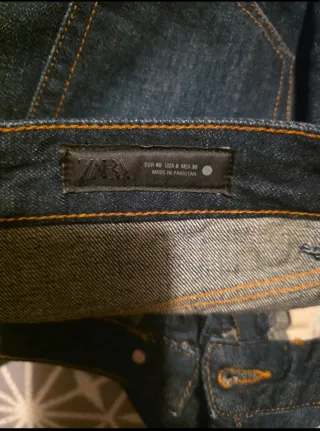 ZARA
EUR 40 USA 8 MEX 30
MADE IN PAKISTAN